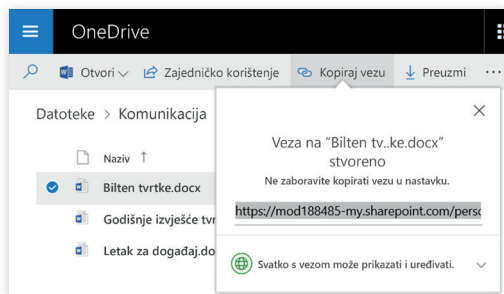 OneDrive
Otvori Zajedničko korištenje Kopiraj vezu Preuzmi ...
Datoteke > Komunikacija
Naziv ↑
Bilten tvrtke.docx
Godišnje izvješće tvr
Letak za događaj.do
Veza na “Bilten tv..ke.docx”
stvoreno
Ne zaboravite kopirati vezu u nastavku.
https://mod188485-my.sharepoint.com/perso
Svatko s vezom može prikazati i uređivati.